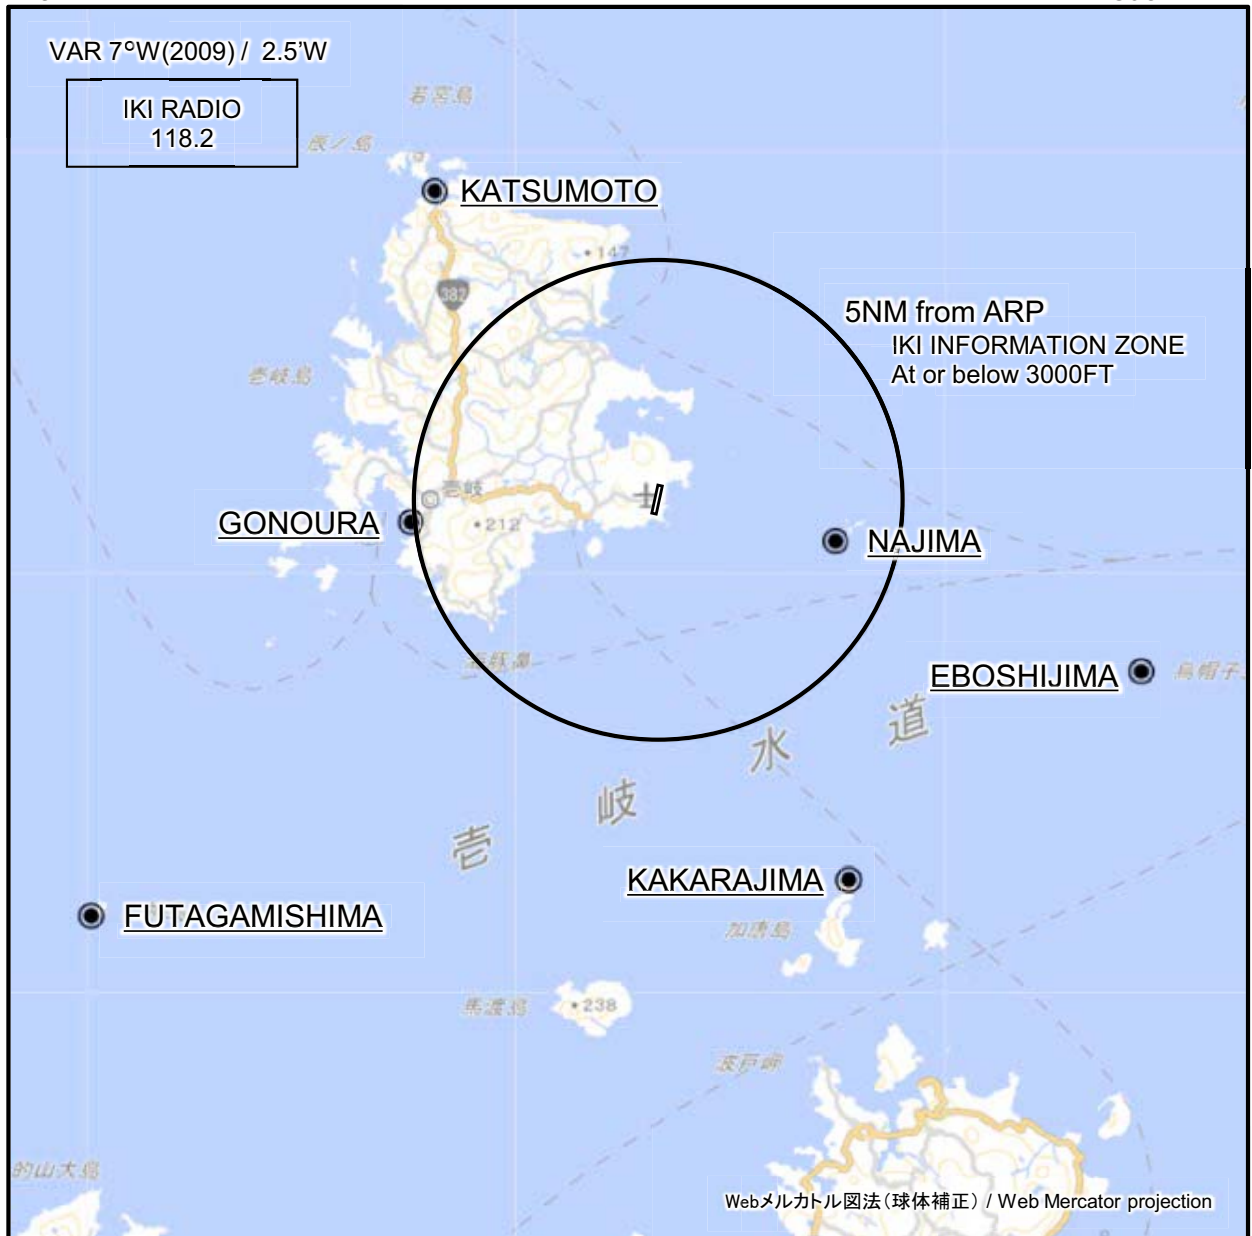 VAR 7°W(2009) / 2.5’W
IKI RADIO
118.2
若宮島
辰ノ島
KATSUMOTO
147
382
5NM from ARP
IKI INFORMATION ZONE
At or below 3000FT
壱岐島
壱岐
GONOURA
212
NAJIMA
海豚鼻
EBOSHIJIMA
烏帽子
壱岐水道
KAKARAJIMA
加唐島
FUTAGAMISHIMA
馬渡島
238
波戸岬
的山大島
Webメルカトル図法(球体補正) / Web Mercator projection